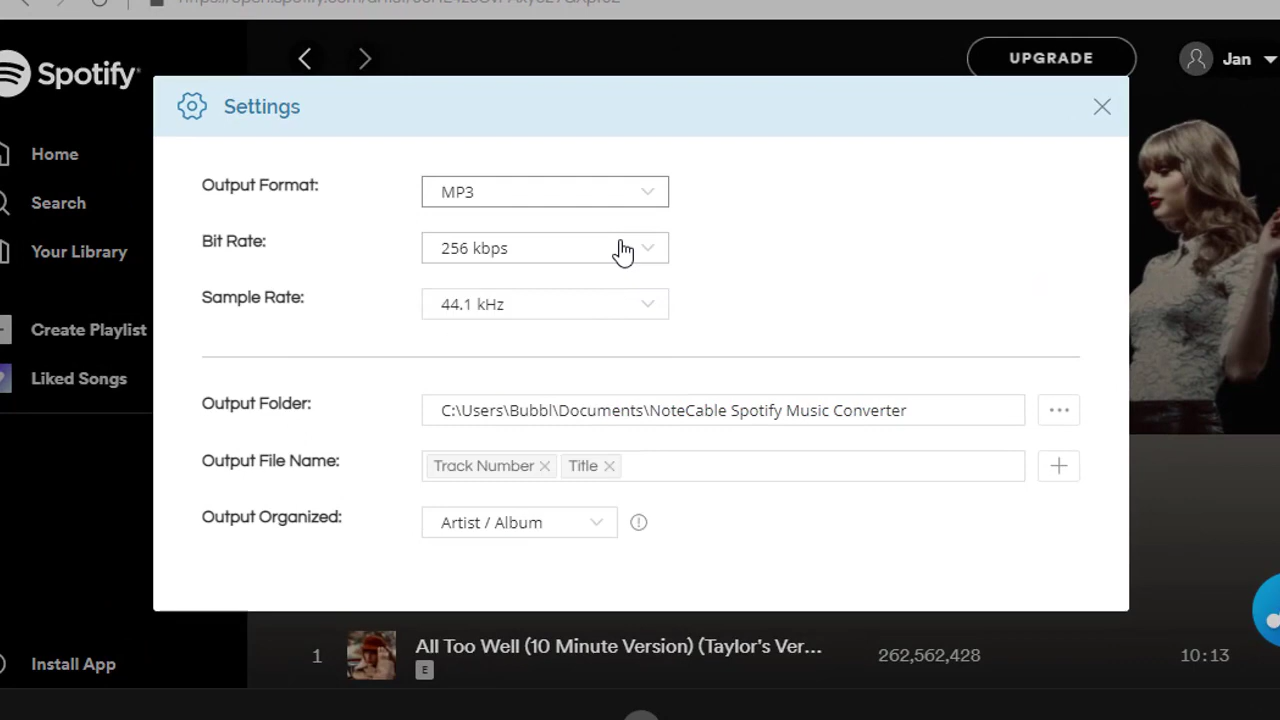 Spotify
UPGRADE
Jan
Settings
Home
Output Format:
MP3
Search
Bit Rate:
256 kbps
Your Library
Sample Rate:
44.1 kHz
Create Playlist
Liked Songs
Output Folder:
C:\Users\Bubbl\Documents\NoteCable Spotify Music Converter
Output File Name:
Track Number
Title
Output Organized:
Artist / Album
Install App
1
All Too Well (10 Minute Version) (Taylor's Ver...
E
262,562,428
10:13